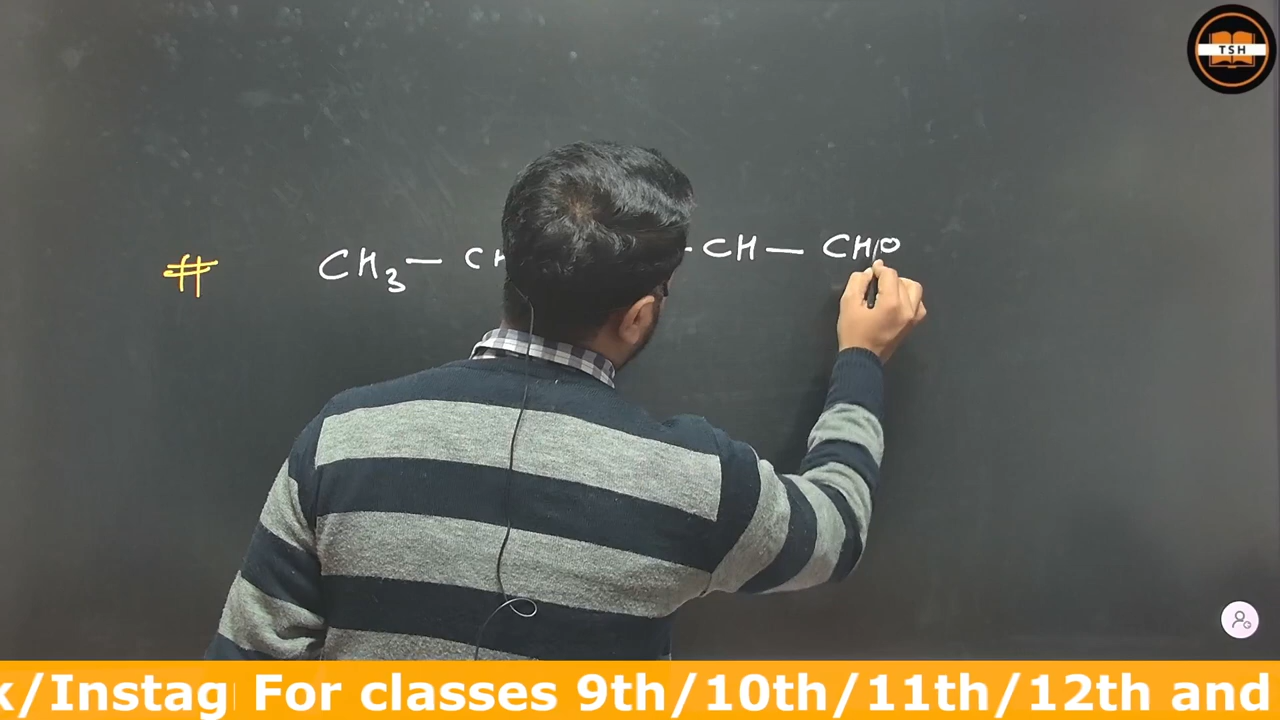 TSH
# CH3— CH -CH— CHO
k/Instag For classes 9th/10th/11th/12th and